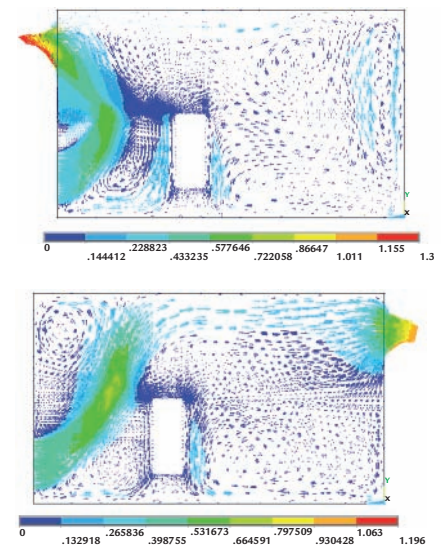 Y
X
0 .228823 .577646 .86647 1.155
.144412 .433235 .722058 1.011 1.3
Y
X
0 .265836 .531673 .797509 1.063
.132918 .398755 .664591 .930428 1.196